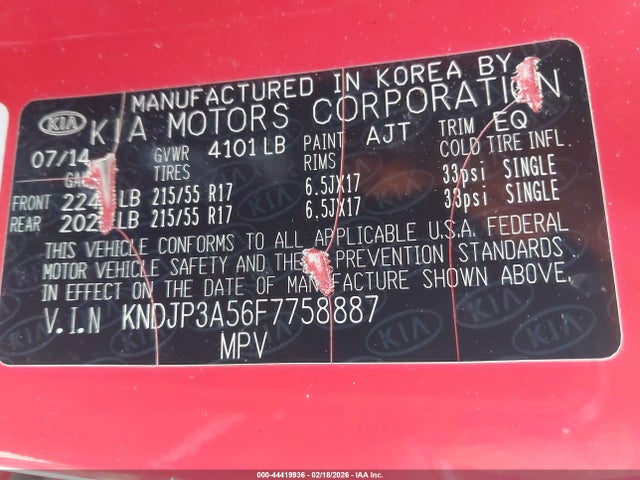 MANUFACTURED IN KOREA BY
KIA KIA MOTORS CORPORATION
07/14 GVWR 4101 LB PAINT AJT TRIM EQ
TIRES RIMS COLD TIRE INFL.
FRONT LB 215/55 R17 6.5JX17 33psi SINGLE
REAR LB 215/55 R17 6.5JX17 33psi SINGLE
THIS VEHICLE CONFORMS TO ALL APPLICABLE U.S.A. FEDERAL
MOTOR VEHICLE SAFETY AND PREVENTION STANDARDS
IN EFFECT ON THE DATE OF MANUFACTURE SHOWN ABOVE.
V.I.N KNDJP3A56F7758887
MPV
000-44419936 - 02/18/2026 - IAA Inc.